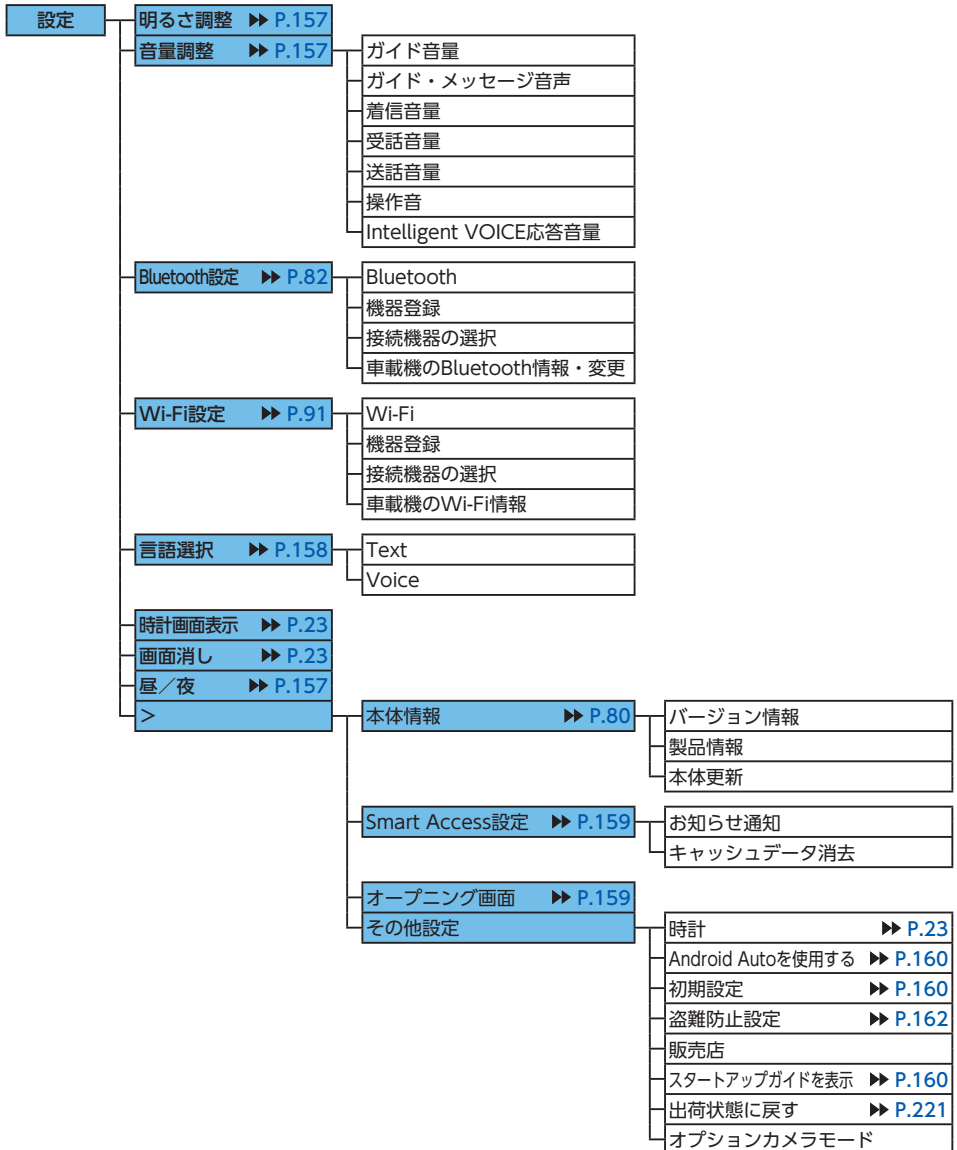 設定
明るさ調整 ▶▶ P.157
音量調整 ▶▶ P.157
ガイド音量
ガイド・メッセージ音声
着信音量
受話音量
送話音量
操作音
Intelligent VOICE応答音量
Bluetooth設定 ▶▶ P.82
Bluetooth
機器登録
接続機器の選択
車載機のBluetooth情報・変更
Wi-Fi設定 ▶▶ P.91
Wi-Fi
機器登録
接続機器の選択
車載機のWi-Fi情報
言語選択 ▶▶ P.158
Text
Voice
時計画面表示 ▶▶ P.23
画面消し ▶▶ P.23
昼/夜 ▶▶ P.157
>
本体情報 ▶▶ P.80
バージョン情報
製品情報
本体更新
Smart Access設定 ▶▶ P.159
お知らせ通知
キャッシュデータ消去
オープニング画面 ▶▶ P.159
その他設定
時計 ▶▶ P.23
Android Autoを使用する ▶▶ P.160
初期設定 ▶▶ P.160
盗難防止設定 ▶▶ P.162
販売店
スタートアップガイドを表示 ▶▶ P.160
出荷状態に戻す ▶▶ P.221
オプションカメラモード